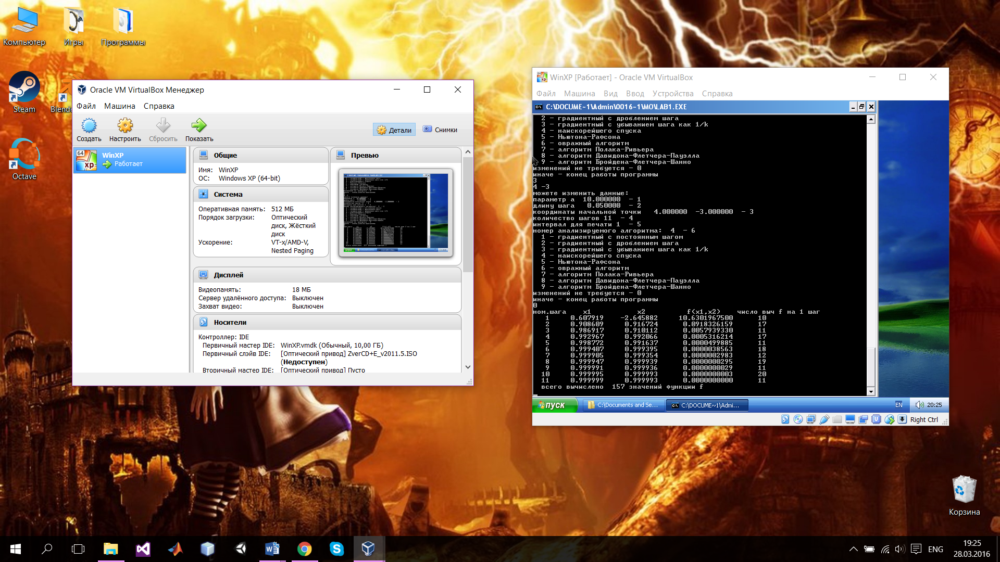 Компьютер
Игры
Программы
Steam
Blende
Octave
Oracle VM VirtualBox Менеджер
Файл Машина Справка
Создать Настроить Сбросить Показать
Детали Снимки
64 xp WinXP
Работает
Общие
Имя: WinXP
ОС: Windows XP (64-bit)
Система
Оперативная память: 512 МБ
Порядок загрузки: Оптический
диск, Жёсткий
диск
Ускорение: VT-x/AMD-V,
Nested Paging
Превью
Дисплей
Видеопамять: 18 МБ
Сервер удалённого доступа: Выключен
Захват видео: Выключен
Носители
Контроллер: IDE
Первичный мастер IDE: WinXP.vmdk (Обычный, 10,00 ГБ)
Первичный слэйв IDE: [Оптический привод] ZverCD+E_v2011.5.ISO
(Недоступен)
Вторичный мастер IDE: [Оптический привод] Пусто
WinXP [Работает] - Oracle VM VirtualBox
Файл Машина Вид Ввод Устройства Справка
C:\DOCUME~1\Admin\0016~1\MO\LAB1.EXE
2 - градиентный с дроблением шага
3 - градиентный с убыванием шага как 1/k
4 - наискорейшего спуска
5 - Ньютона-Рафсона
6 - овражный алгоритм
7 - алгоритм Полака-Ривьера
8 - алгоритм Давидона-Флетчера-Пауэлла
9 - алгоритм Бройдена-Флетчера-Шанно
изменений не требуется - 0
иначе - конец работы программы
3
4 -3
можете изменить данные:
параметр a 10.000000 - 1
длину шага 0.050000 - 2
координаты начальной точки 4.000000 -3.000000 - 3
количество шагов 11 - 4
интервал для печати 1 - 5
номер анализируемого алгоритма: 4 - 6
1 - градиентный с постоянным шагом
2 - градиентный с дроблением шага
3 - градиентный с убыванием шага как 1/k
4 - наискорейшего спуска
5 - Ньютона-Рафсона
6 - овражный алгоритм
7 - алгоритм Полака-Ривьера
8 - алгоритм Давидона-Флетчера-Пауэлла
9 - алгоритм Бройдена-Флетчера-Шанно
изменений не требуется - 0
иначе - конец работы программы
0
ном.шага x1 x2 f(x1,x2) число выч f на 1 шаг
1 0.607919 -2.645882 10.6301967500 10
2 0.908609 0.916724 0.0918326159 17
3 0.986917 0.910112 0.0057939330 11
4 0.992967 0.992066 0.0005316214 17
5 0.998772 0.991637 0.0000499885 11
6 0.999407 0.999395 0.0000038563 18
7 0.999905 0.999354 0.0000002983 12
8 0.999947 0.999939 0.0000000295 19
9 0.999991 0.999936 0.0000000029 11
10 0.999995 0.999993 0.0000000003 20
11 0.999999 0.999993 0.0000000000 11
всего вычислено 157 значений функции f
пуск C:\Documents and Se... C:\DOCUME~1\Admi... EN 20:25
Right Ctrl
Корзина
ENG 19:25
28.03.2016